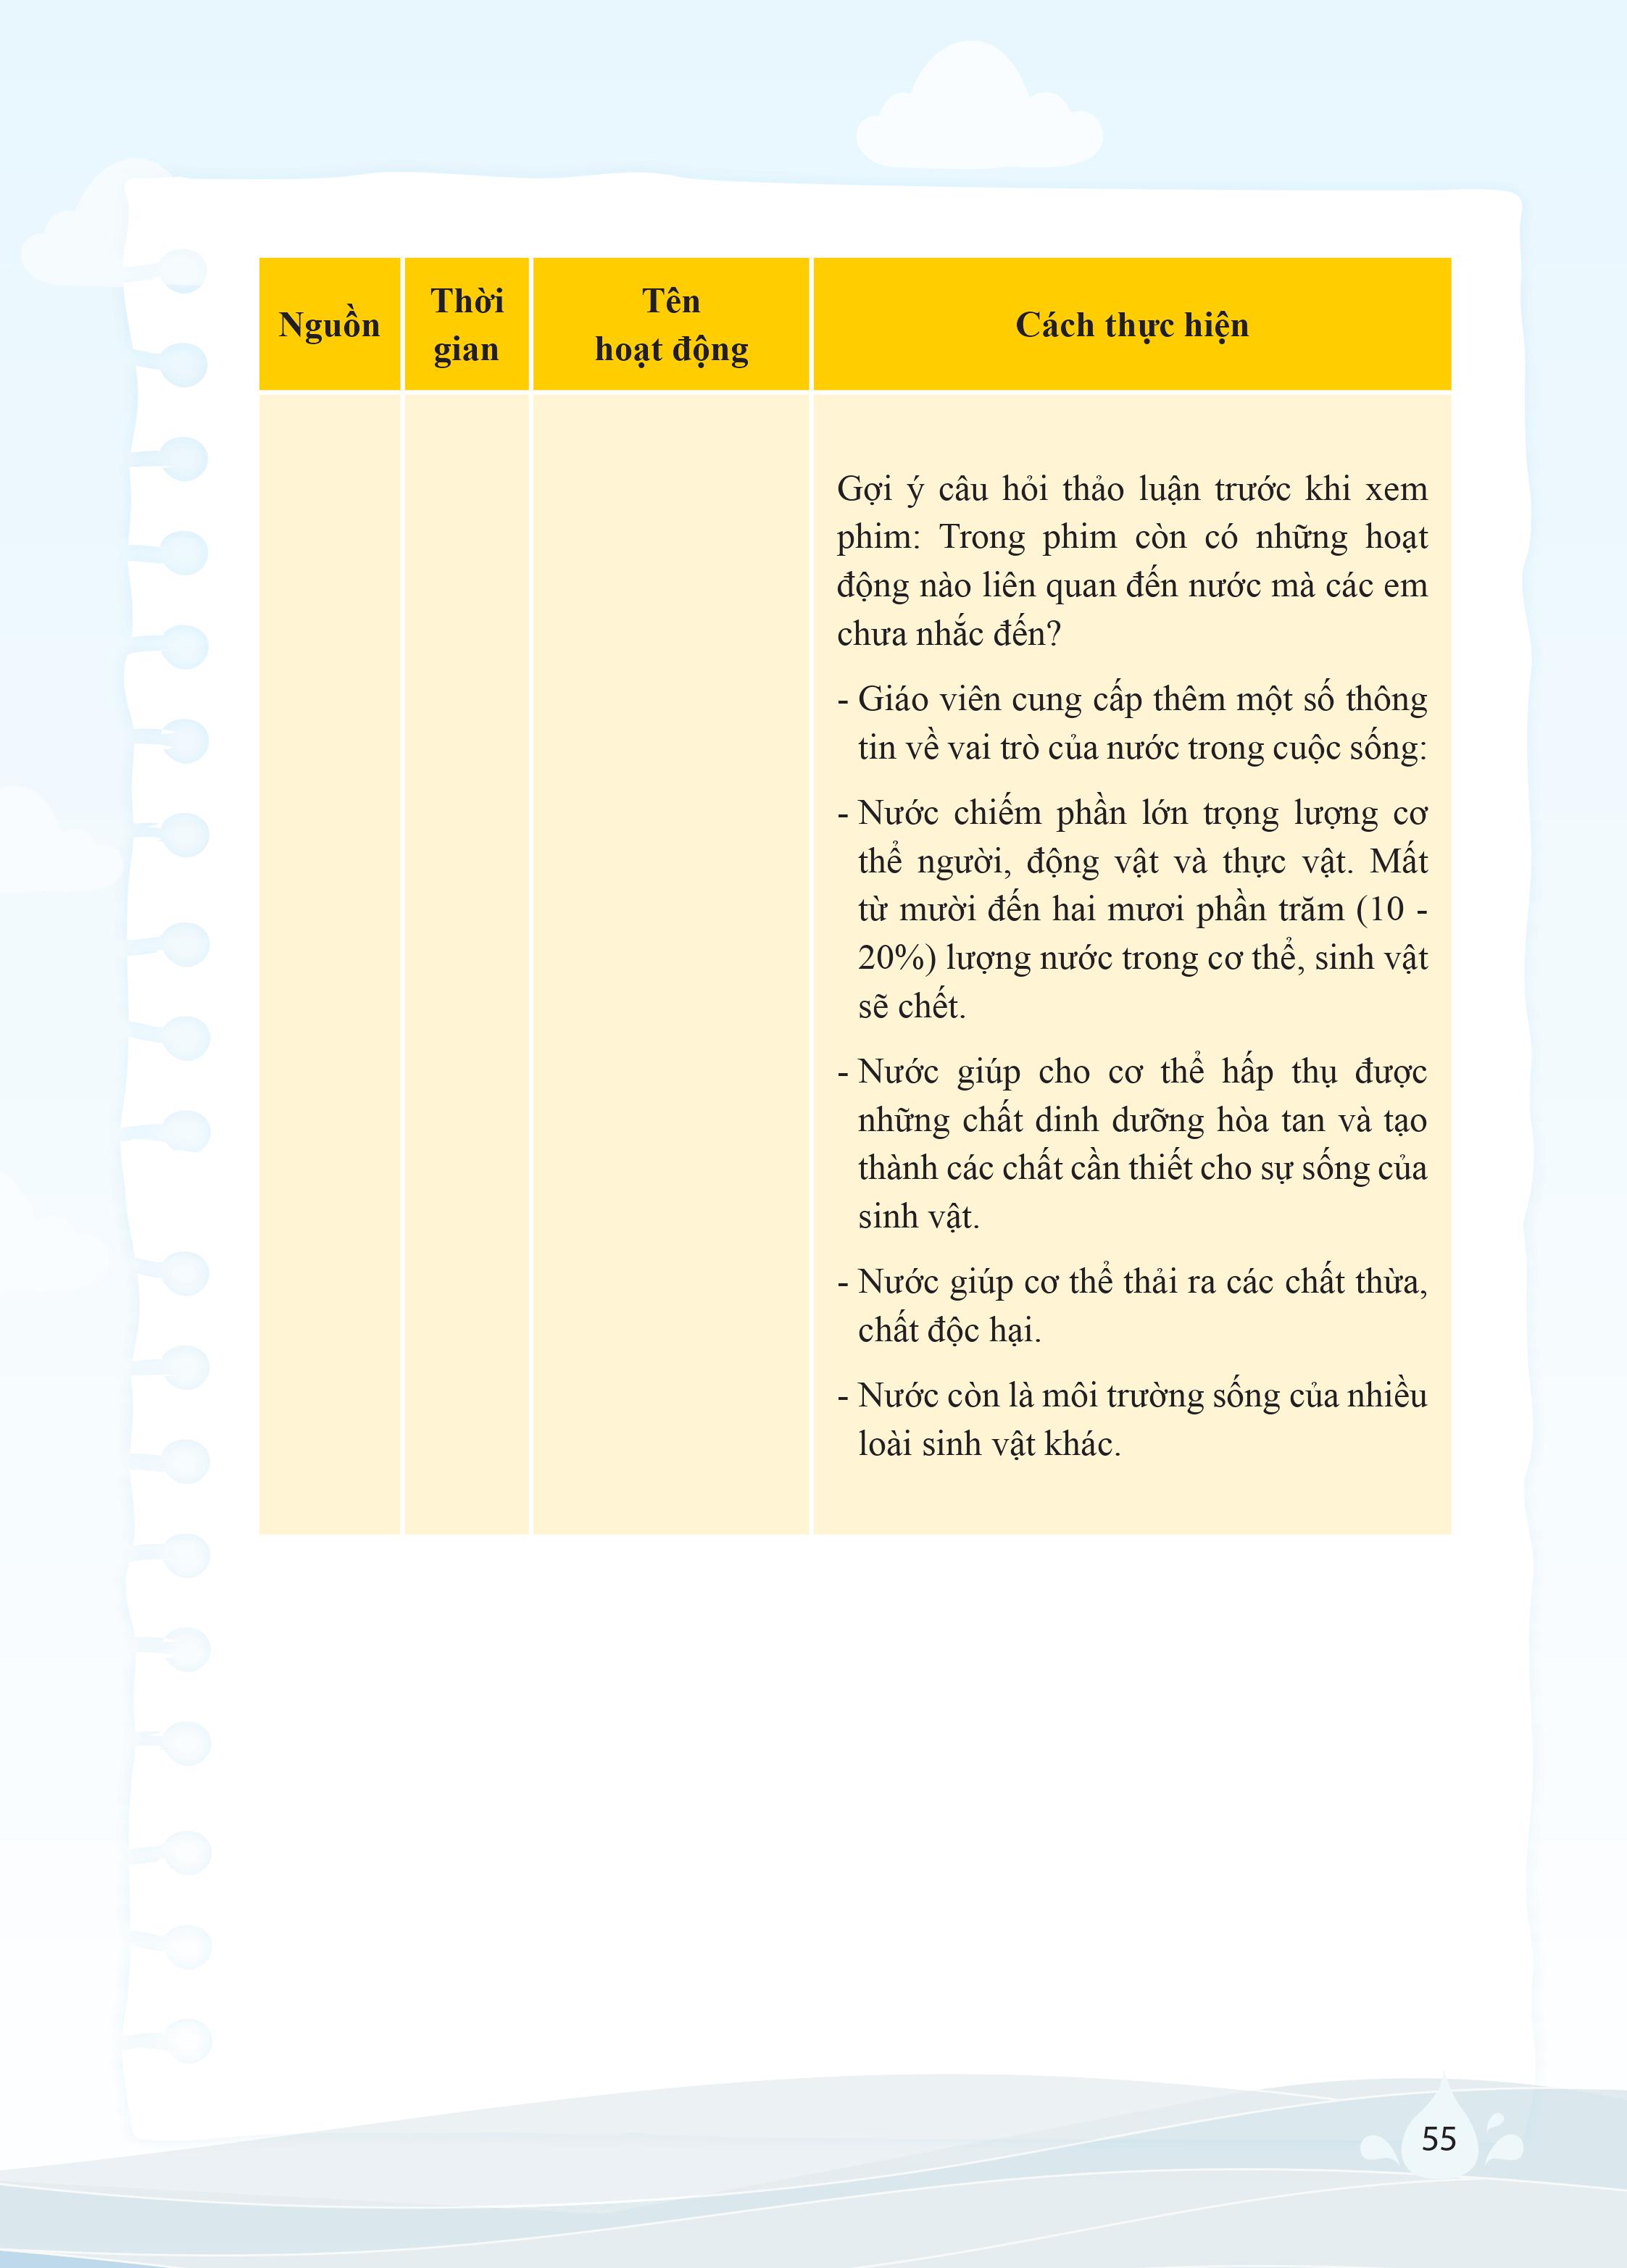 Nguồn
Thời
gian
Tên
hoạt động
Cách thực hiện
Gợi ý câu hỏi thảo luận trước khi xem
phim: Trong phim còn có những hoạt
động nào liên quan đến nước mà các em
chưa nhắc đến?
- Giáo viên cung cấp thêm một số thông
tin về vai trò của nước trong cuộc sống:
- Nước chiếm phần lớn trọng lượng cơ
thể người, động vật và thực vật. Mất
từ mười đến hai mươi phần trăm (10 -
20%) lượng nước trong cơ thể, sinh vật
sẽ chết.
- Nước giúp cho cơ thể hấp thụ được
những chất dinh dưỡng hòa tan và tạo
thành các chất cần thiết cho sự sống của
sinh vật.
- Nước giúp cơ thể thải ra các chất thừa,
chất độc hại.
- Nước còn là môi trường sống của nhiều
loài sinh vật khác.
55